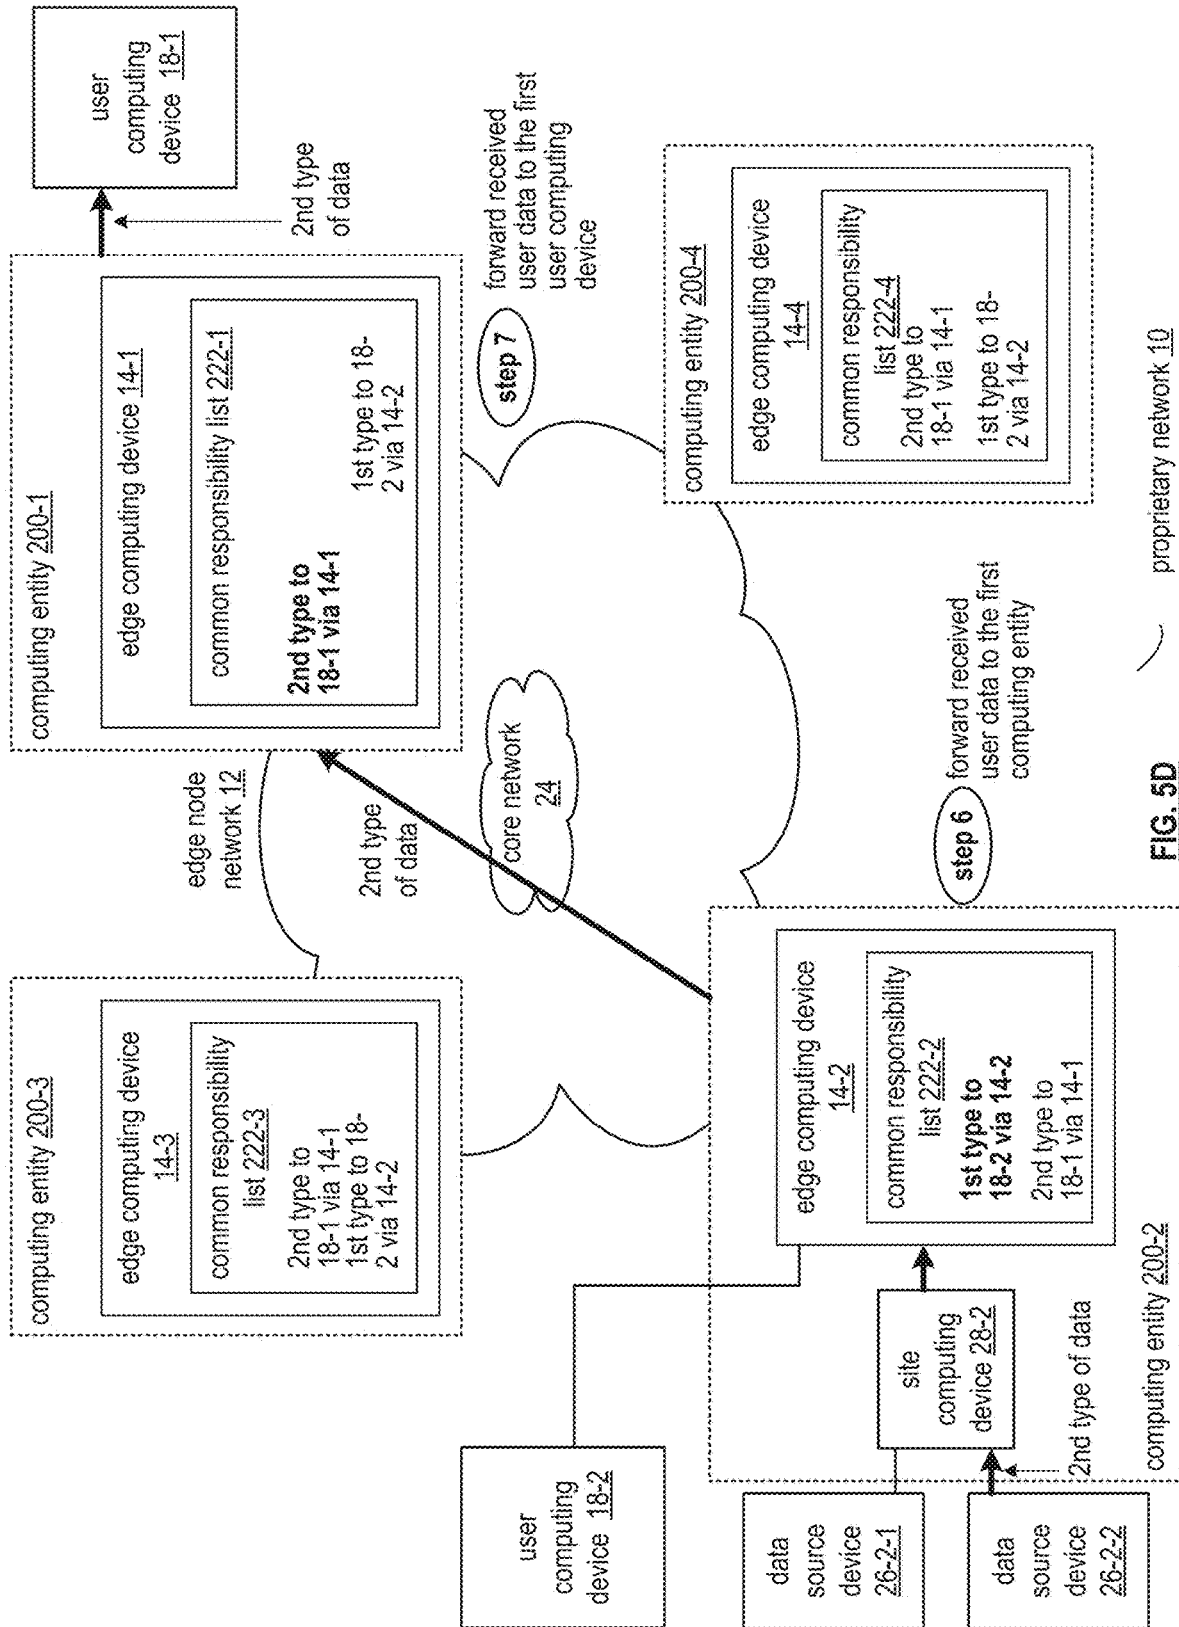 computing entity 200-3
edge computing device
14-3
common responsibility
list 222-3
2nd type to
18-1 via 14-1
1st type to 18-
2 via 14-2
edge node
network 12
2nd type
of data
computing entity 200-1
edge computing device 14-1
common responsibility list 222-1
2nd type to
18-1 via 14-1
1st type to 18-
2 via 14-2
user
computing
device 18-1
2nd type
of data
step 7
forward received
user data to the first
user computing
device
core network
24
user
computing
device 18-2
data
source
device
26-2-1
data
source
device
26-2-2
site
computing
device 28-2
2nd type of data
computing entity 200-2
edge computing device
14-2
common responsibility
list 222-2
1st type to
18-2 via 14-2
2nd type to
18-1 via 14-1
step 6
forward received
user data to the first
computing entity
computing entity 200-4
edge computing device
14-4
common responsibility
list 222-4
2nd type to
18-1 via 14-1
1st type to 18-
2 via 14-2
FIG. 5D
proprietary network 10